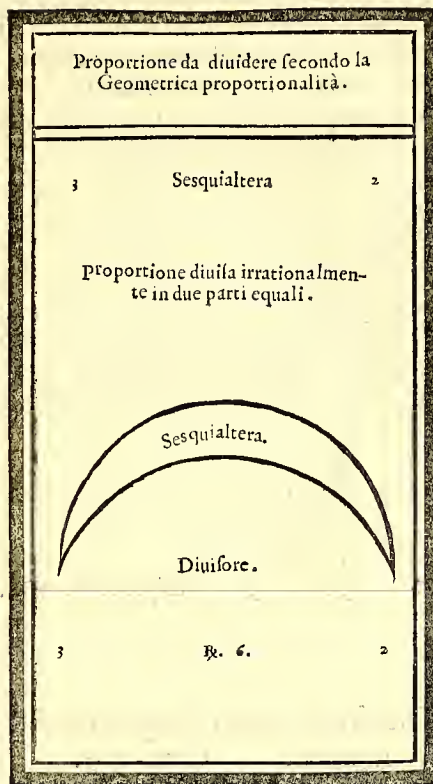 Proportione da diuidere ſecondo la
Geometrica proportionalità.
3 Seſquialtera 2
Proportione diuiſa irrationalmen-
te in due parti equali.
Seſquialtera.
Diuiſore.
3 ℞. 6. 2